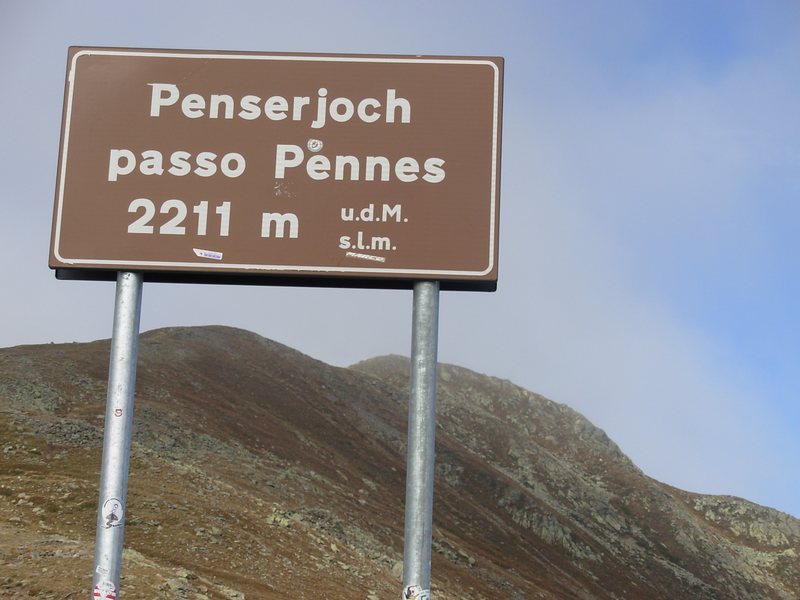 Penserjoch
passo Pennes
2211 m u.d.M.
s.l.m.